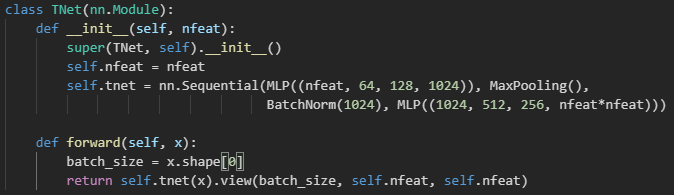 class TNet(nn.Module):
    def __init__(self, nfeat):
        super(TNet, self).__init__()
        self.nfeat = nfeat
        self.tnet = nn.Sequential(MLP((nfeat, 64, 128, 1024)), MaxPooling(),
                                  BatchNorm(1024), MLP((1024, 512, 256, nfeat*nfeat)))

    def forward(self, x):
        batch_size = x.shape[0]
        return self.tnet(x).view(batch_size, self.nfeat, self.nfeat)